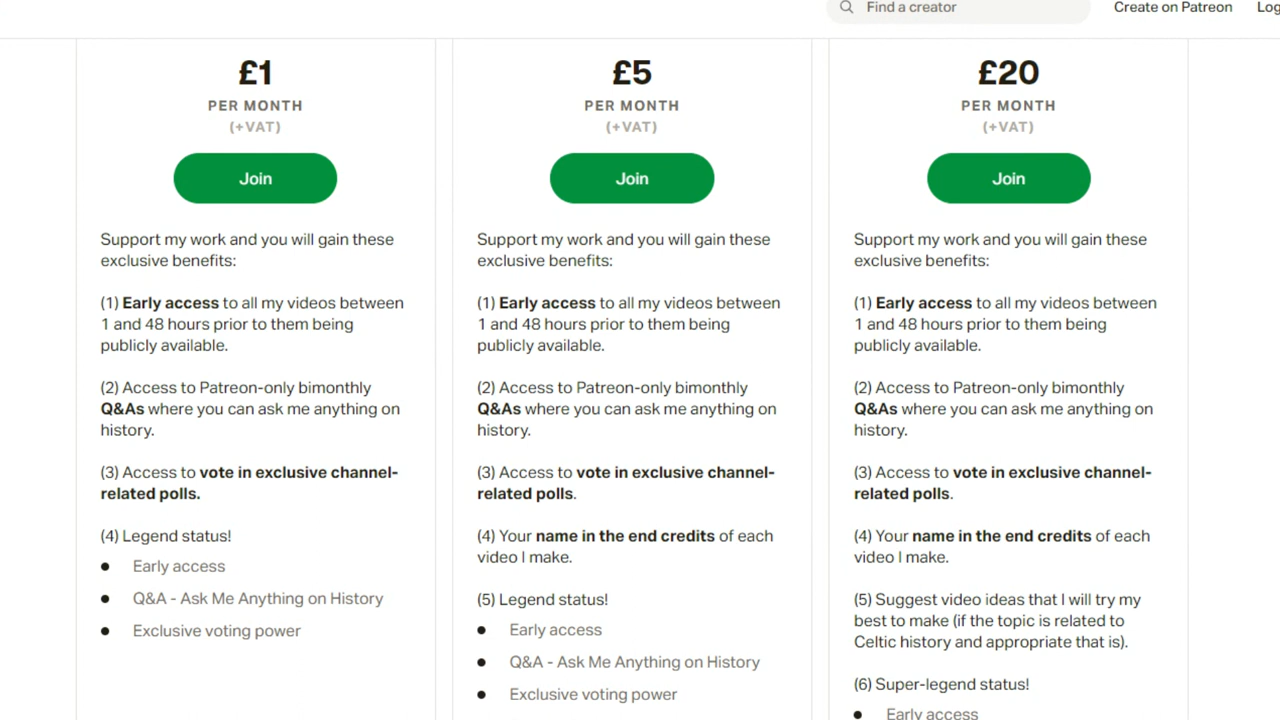 Find a creator
Create on Patreon
Log
£1
PER MONTH
(+VAT)
Join
Support my work and you will gain these
exclusive benefits:
(1) Early access to all my videos between
1 and 48 hours prior to them being
publicly available.
(2) Access to Patreon-only bimonthly
Q&As where you can ask me anything on
history.
(3) Access to vote in exclusive channel-
related polls.
(4) Legend status!
Early access
Q&A - Ask Me Anything on History
Exclusive voting power
£5
PER MONTH
(+VAT)
Join
Support my work and you will gain these
exclusive benefits:
(1) Early access to all my videos between
1 and 48 hours prior to them being
publicly available.
(2) Access to Patreon-only bimonthly
Q&As where you can ask me anything on
history.
(3) Access to vote in exclusive channel-
related polls.
(4) Your name in the end credits of each
video I make.
(5) Legend status!
Early access
Q&A - Ask Me Anything on History
Exclusive voting power
£20
PER MONTH
(+VAT)
Join
Support my work and you will gain these
exclusive benefits:
(1) Early access to all my videos between
1 and 48 hours prior to them being
publicly available.
(2) Access to Patreon-only bimonthly
Q&As where you can ask me anything on
history.
(3) Access to vote in exclusive channel-
related polls.
(4) Your name in the end credits of each
video I make.
(5) Suggest video ideas that I will try my
best to make (if the topic is related to
Celtic history and appropriate that is).
(6) Super-legend status!
Early access